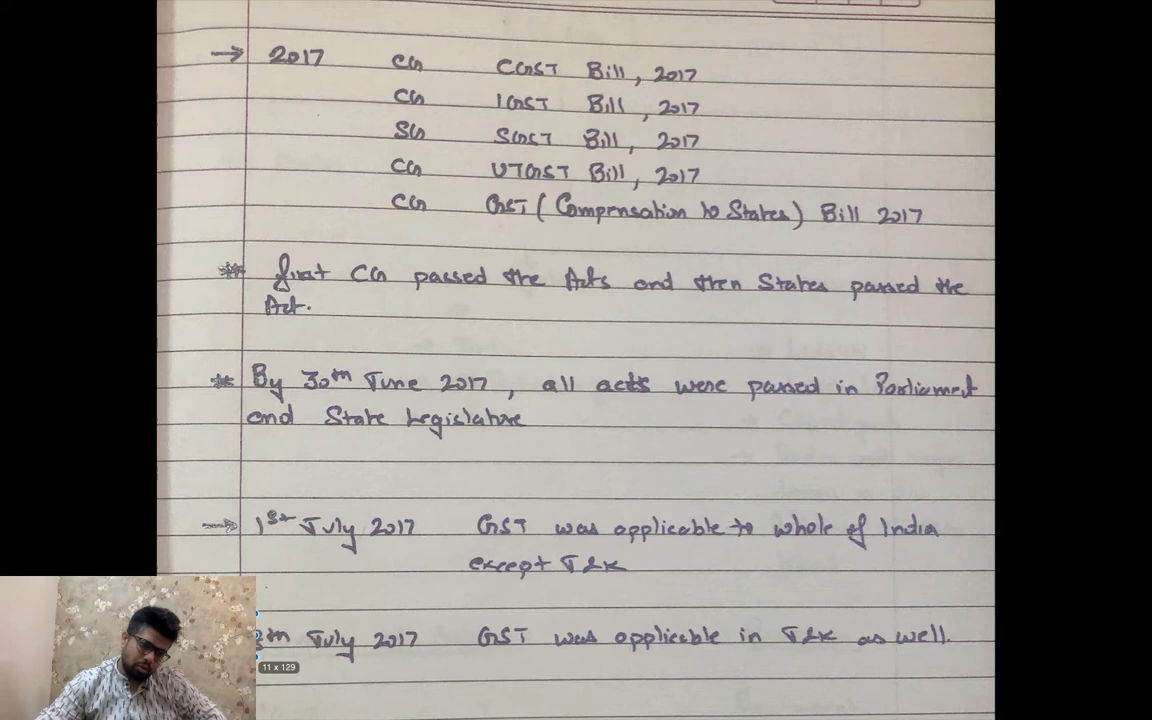 → 2017 CG CGST Bill, 2017
CG IGST Bill, 2017
SG SGST Bill, 2017
CG UTGST Bill, 2017
CG GST (Compensation to States) Bill 2017
* first CG passed the Acts and then States passed the
Act.
* By 30th June 2017, all acts were passed in Parliament
and State Legislature
→ 1st July 2017 GST was applicable to whole of India
except J&K
July 2017 GST was applicable in J&K as well.
11 x 129